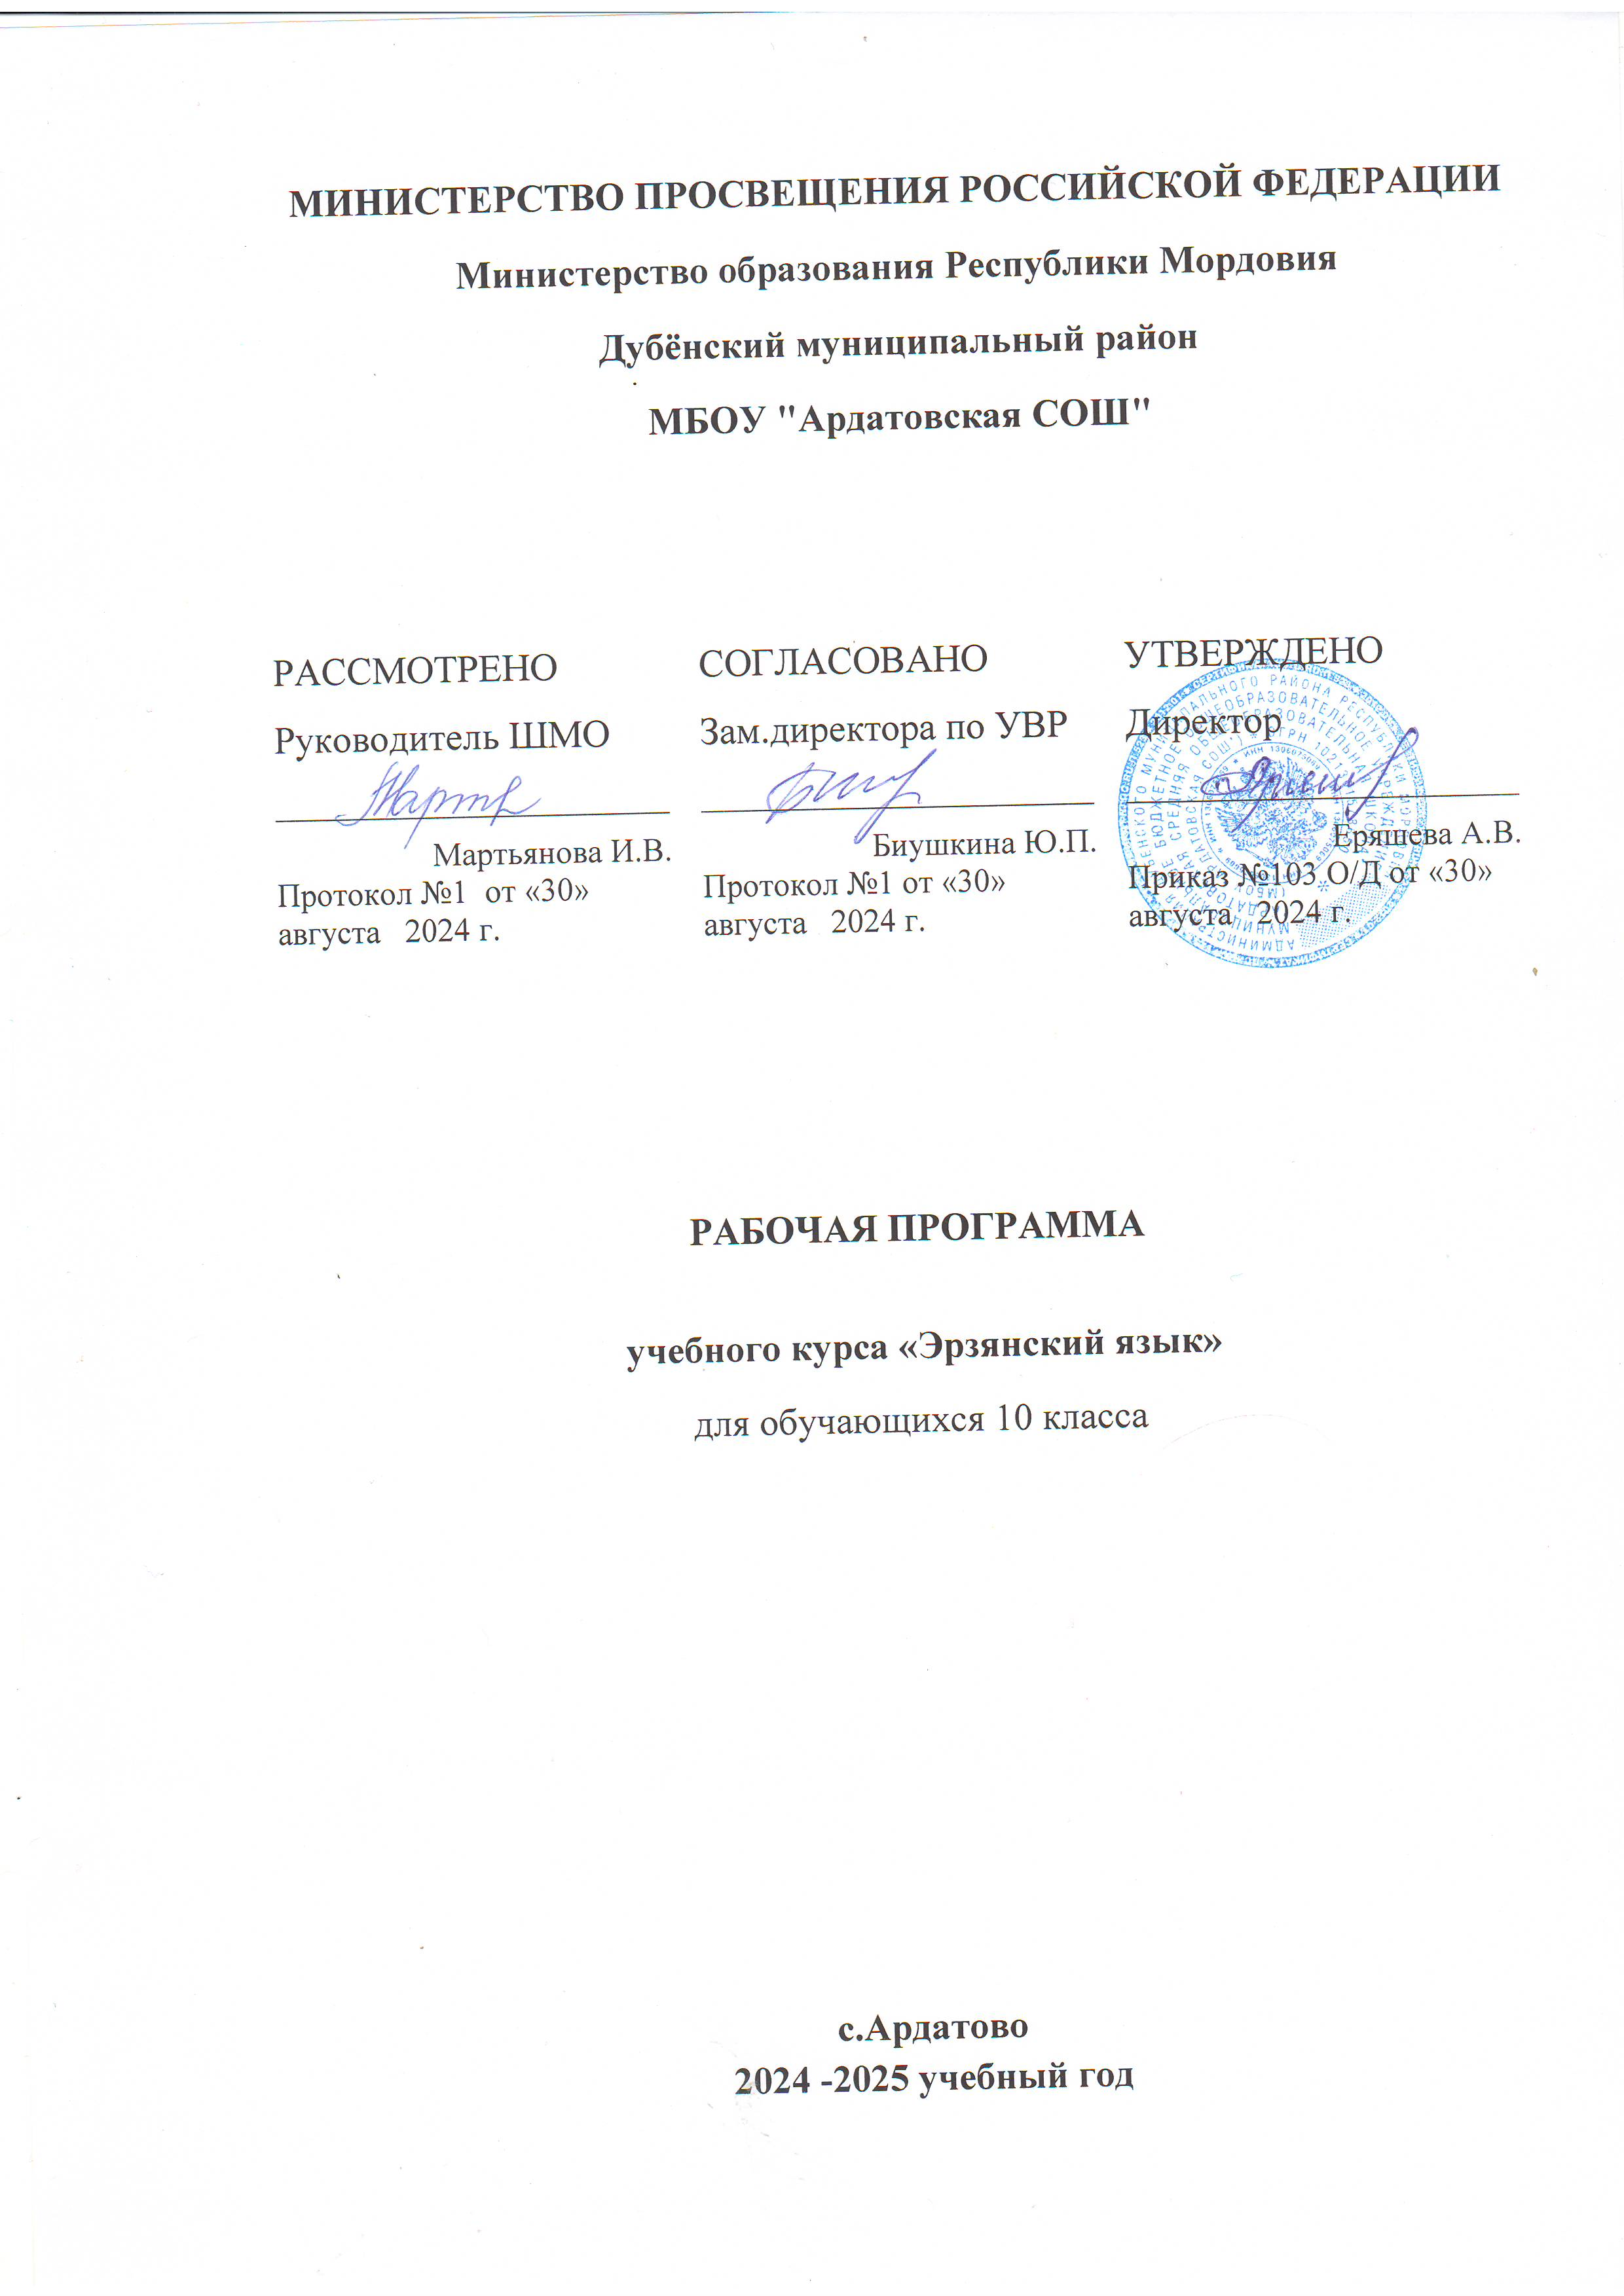 МИНИСТЕРСТВО ПРОСВЕЩЕНИЯ РОССИЙСКОЙ ФЕДЕРАЦИИ
Министерство образования Республики Мордовия
Дубёнский муниципальный район
МБОУ "Ардатовская СОШ"
РАССМОТРЕНО
Руководитель ШМО
Мартьянова И.В.
Протокол №1 от «30»
августа 2024 г.
СОГЛАСОВАНО
Зам.директора по УВР
Биушкина Ю.П.
Протокол №1 от «30»
августа 2024 г.
УТВЕРЖДЕНО
Директор
Еряшева А.В.
Приказ №103 О/Д от «30»
августа 2024 г.
РАБОЧАЯ ПРОГРАММА
учебного курса «Эрзянский язык»
для обучающихся 10 класса
с.Ардатово
2024 -2025 учебный год